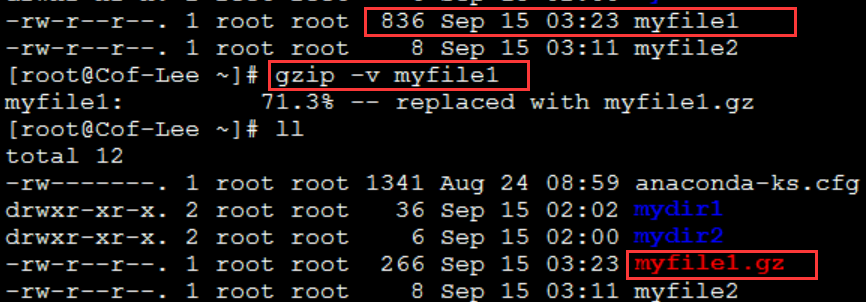 -rw-r--r--. 1 root root  836 Sep 15 03:23 myfile1
-rw-r--r--. 1 root root    8 Sep 15 03:11 myfile2
[root@Cof-Lee ~]# gzip -v myfile1
myfile1:         71.3% -- replaced with myfile1.gz
[root@Cof-Lee ~]# ll
total 12
-rw-------. 1 root root 1341 Aug 24 08:59 anaconda-ks.cfg
drwxr-xr-x. 2 root root   36 Sep 15 02:02 mydir1
drwxr-xr-x. 2 root root    6 Sep 15 02:00 mydir2
-rw-r--r--. 1 root root  266 Sep 15 03:23 myfile1.gz
-rw-r--r--. 1 root root    8 Sep 15 03:11 myfile2